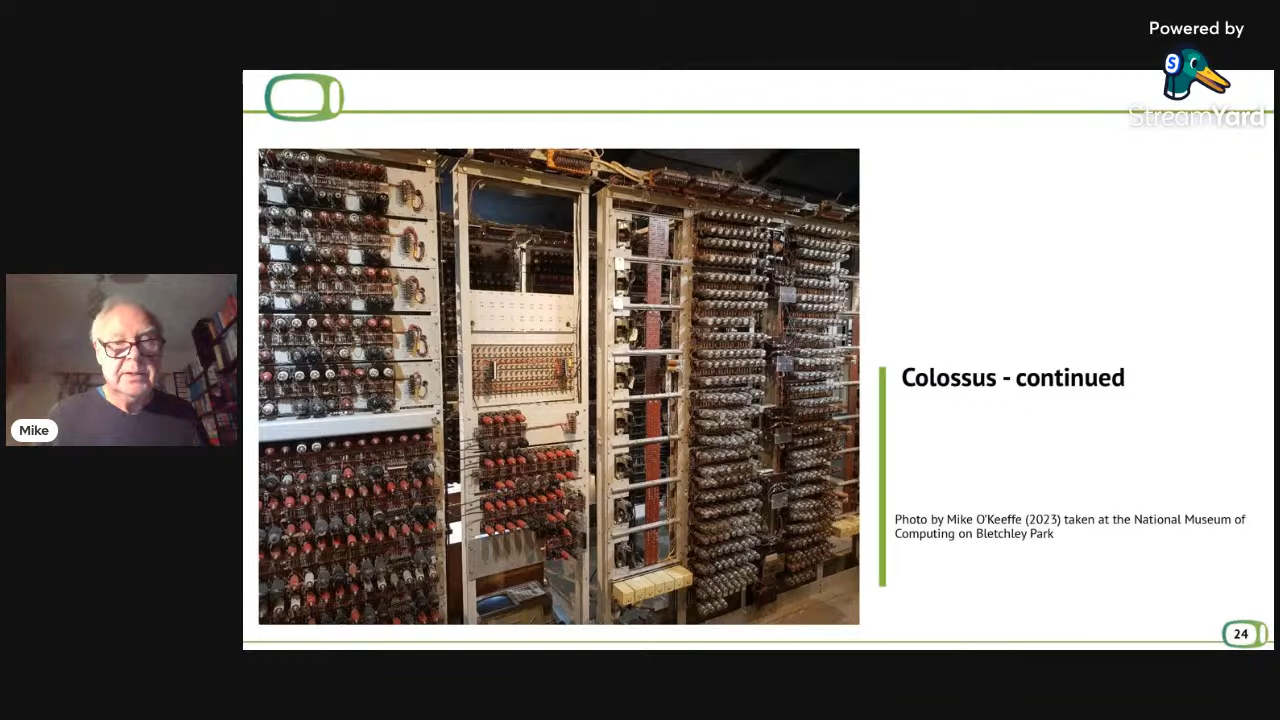 Powered by
S
StreamYard
Colossus - continued
Mike
Photo by Mike O'Keeffe (2023) taken at the National Museum of
Computing on Bletchley Park
24